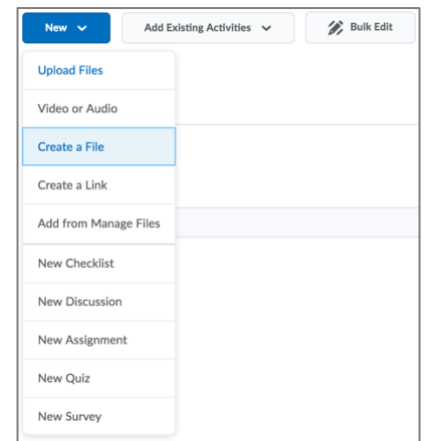 New Add Existing Activities Bulk Edit
Upload Files
Video or Audio
Create a File
Create a Link
Add from Manage Files
New Checklist
New Discussion
New Assignment
New Quiz
New Survey